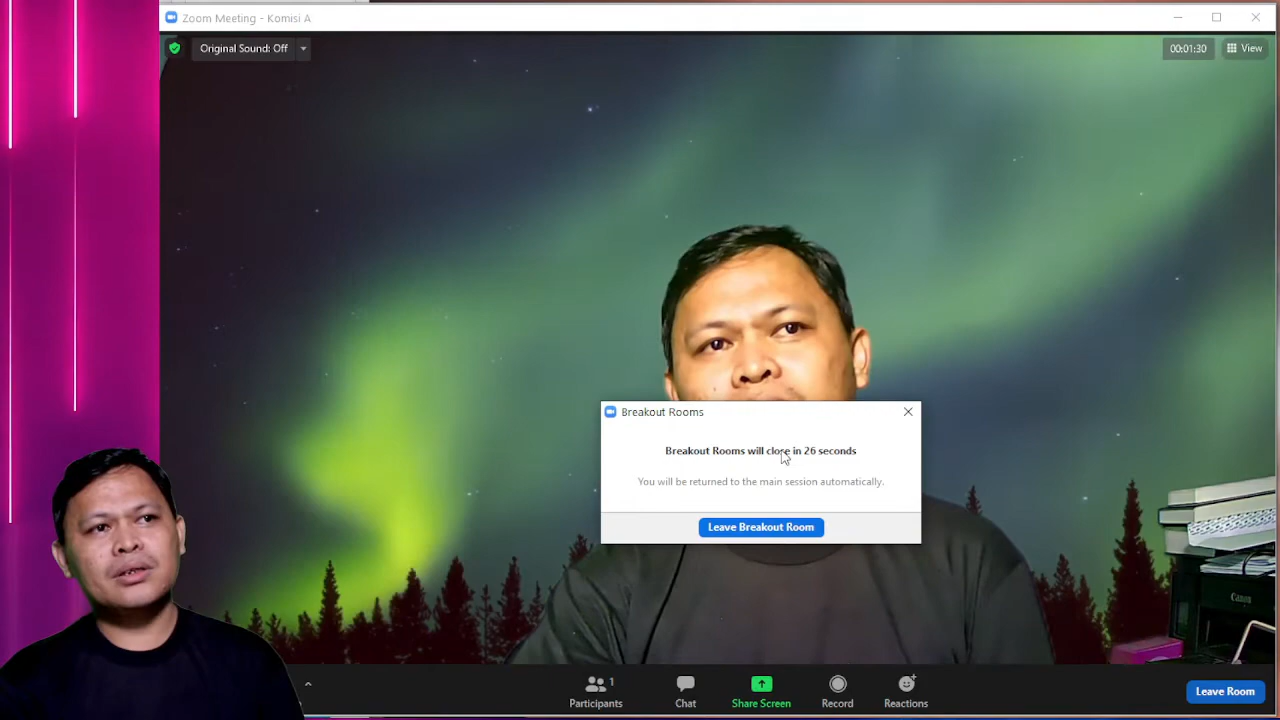 Zoom Meeting - Komisi A
Original Sound: Off
00:01:30
View
Breakout Rooms
Breakout Rooms will close in 26 seconds
You will be returned to the main session automatically.
Leave Breakout Room
Canon
1
Participants
Chat
Share Screen
Record
Reactions
Leave Room